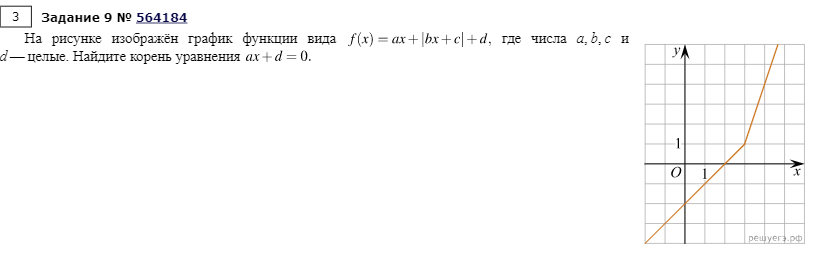 3 Задание 9 № 564184
На рисунке изображён график функции вида f(x) = ax + |bx + c| + d, где числа a, b, c и
d — целые. Найдите корень уравнения ax + d = 0.
y
1
O 1 x
решуегэ.рф